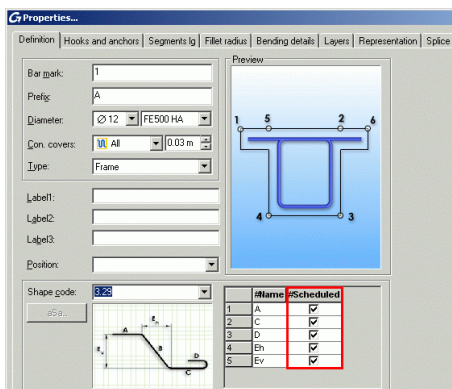 Properties...
Definition Hooks and anchors Segments lg Fillet radius Bending details Layers Representation Splice
Preview
Bar mark: 1
Prefix: A
Diameter: Ø 12 FE500 HA
Con. covers: All 0.03 m
Type: Frame
1 5 2 6
4 3
Label1:
Label2:
Label3:
Position:
Shape code: 3.29
aSa..
#Name #Scheduled
1 A
2 C
3 D
4 Eh
5 Ev
A Eh
Ev B D
C